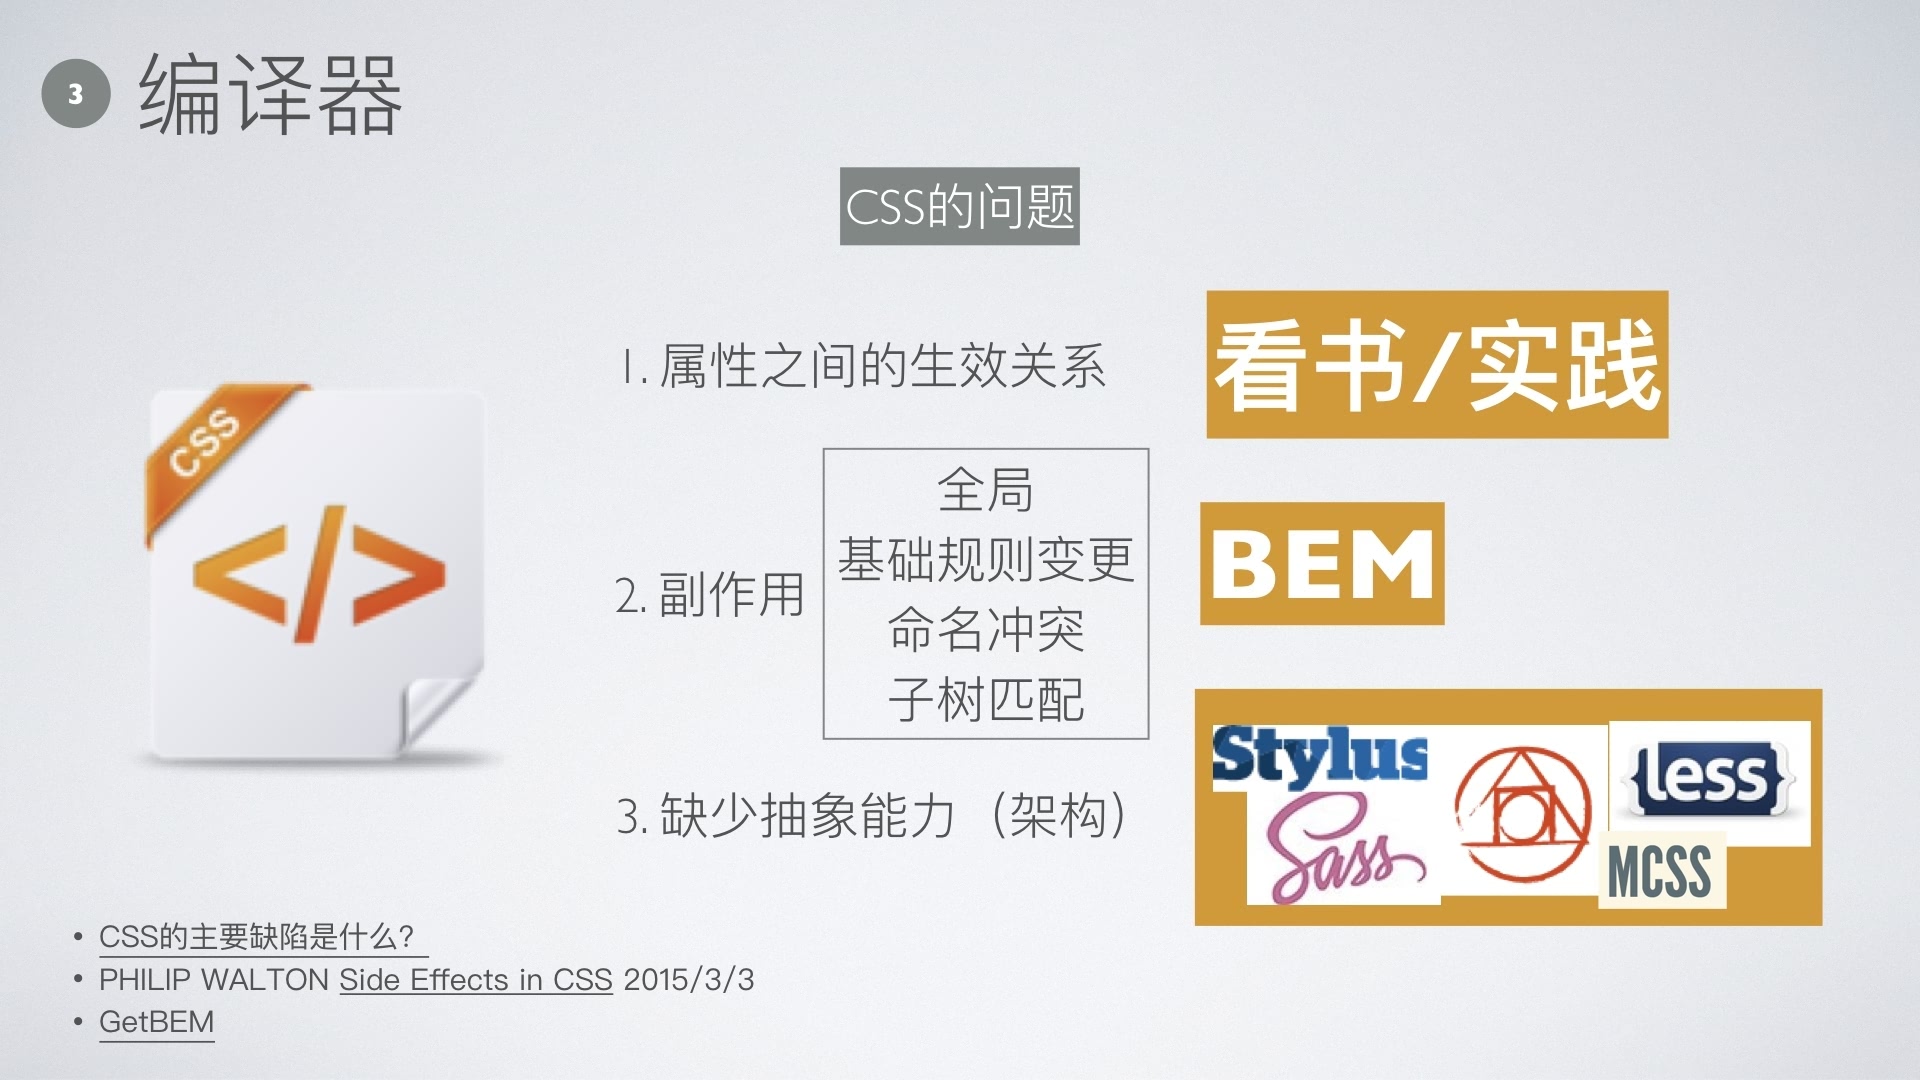 3
编译器
CSS的问题
CSS
</>
1. 属性之间的生效关系
看书/实践
2. 副作用
全局
基础规则变更
命名冲突
子树匹配
BEM
3. 缺少抽象能力（架构）
Stylus
Sass
{less}
MCSS
• CSS的主要缺陷是什么？
• PHILIP WALTON Side Effects in CSS 2015/3/3
• GetBEM